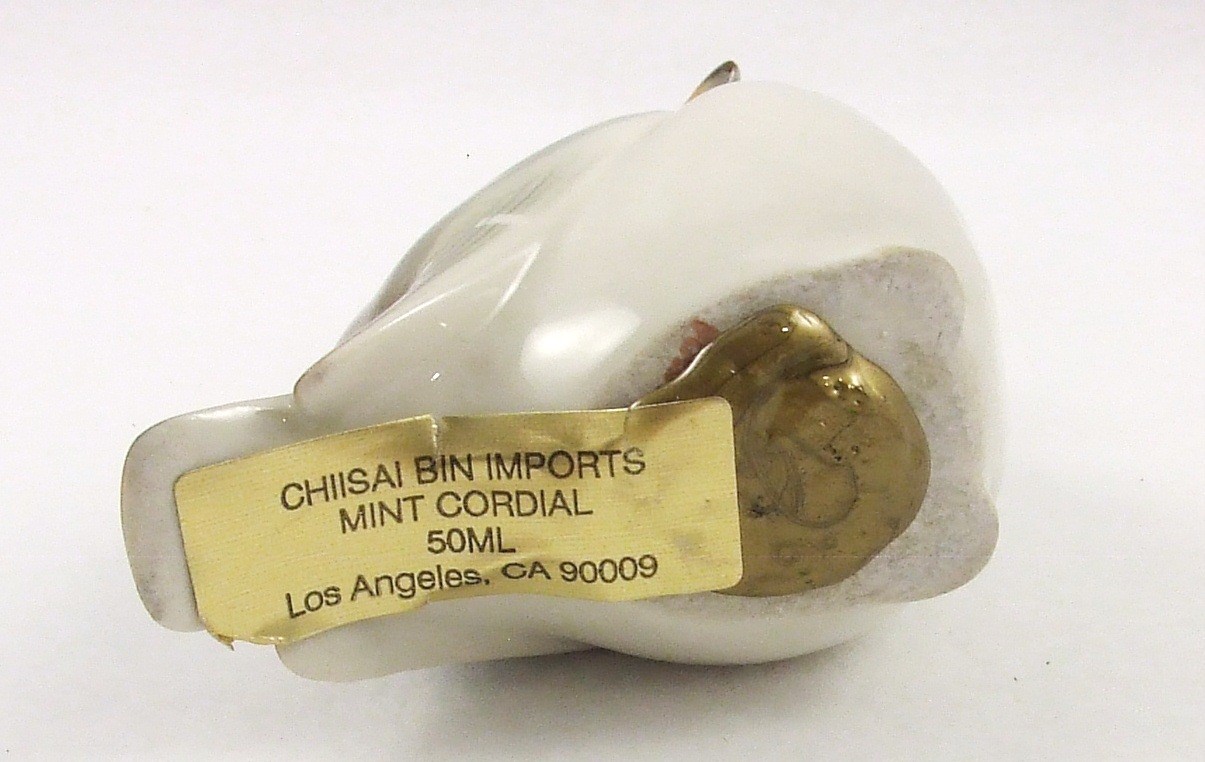 CHIISAI BIN IMPORTS
MINT CORDIAL
50ML
Los Angeles, CA 90009